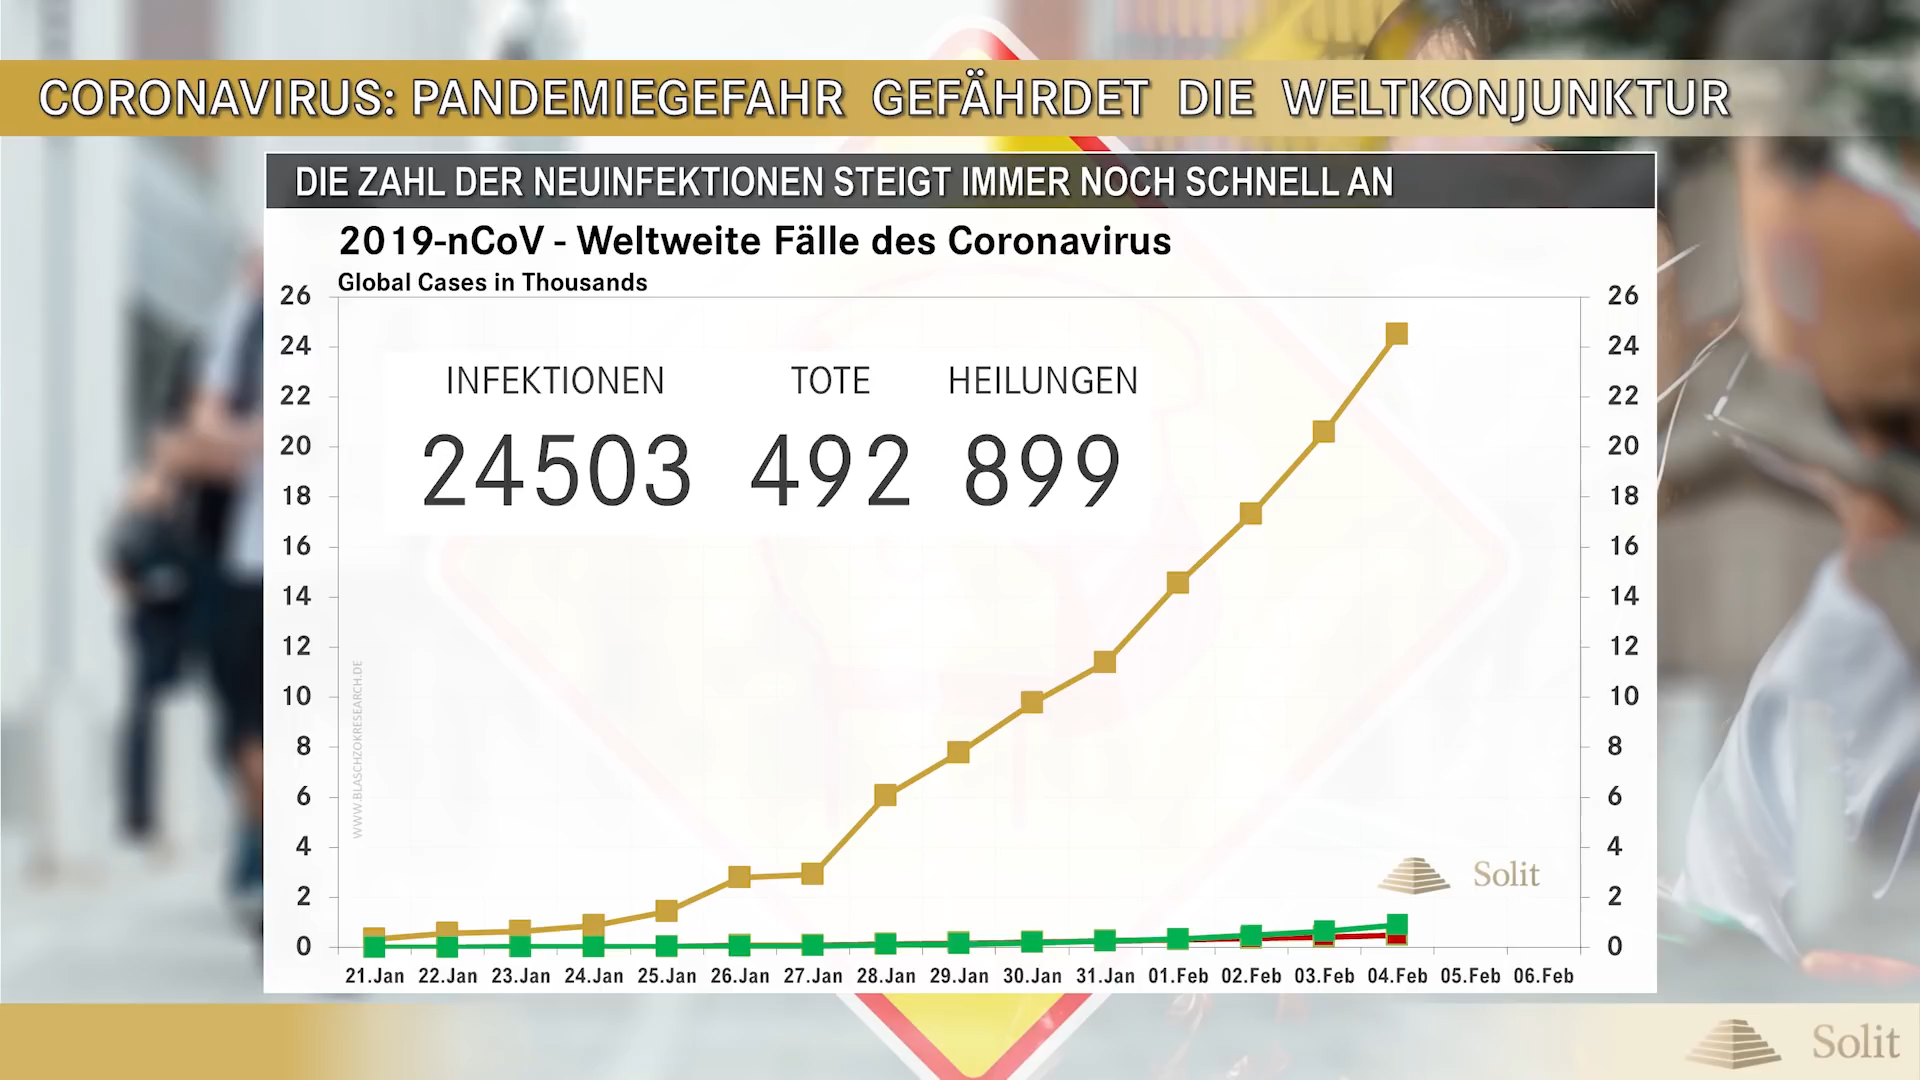 CORONAVIRUS: PANDEMIEGEFAHR GEFÄHRDET DIE WELTKONJUNKTUR
DIE ZAHL DER NEUINFEKTIONEN STEIGT IMMER NOCH SCHNELL AN
2019-nCoV - Weltweite Fälle des Coronavirus
Global Cases in Thousands
26 26
24 24
INFEKTIONEN TOTE HEILUNGEN
22 22
20 20
24503 492 899
18 18
16 16
14 14
12 12
10 10
WWW.BLASCHZOKRESEARCH.DE
8 8
6 6
4 4
Solit
2 2
0 0
21.Jan 22.Jan 23.Jan 24.Jan 25.Jan 26.Jan 27.Jan 28.Jan 29.Jan 30.Jan 31.Jan 01.Feb 02.Feb 03.Feb 04.Feb 05.Feb 06.Feb
Solit